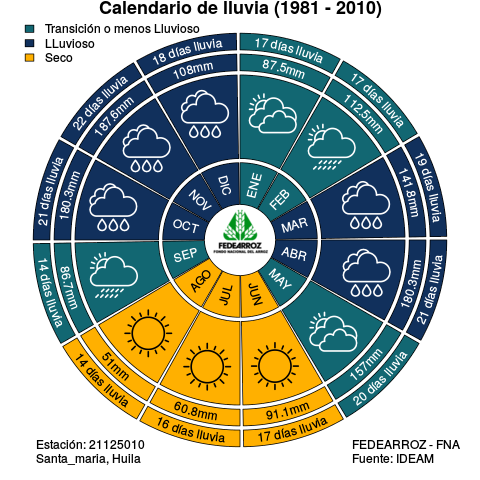 Calendario de lluvia (1981 - 2010)
Transición o menos Lluvioso
LLuvioso
Seco
17 días lluvia
87.5mm
ENE
17 días lluvia
112.5mm
FEB
19 días lluvia
141.8mm
MAR
21 días lluvia
180.3mm
ABR
20 días lluvia
157mm
MAY
17 días lluvia
91.1mm
JUN
16 días lluvia
60.8mm
JUL
14 días lluvia
51mm
AGO
14 días lluvia
86.7mm
SEP
21 días lluvia
180.3mm
OCT
22 días lluvia
187.6mm
NOV
18 días lluvia
108mm
DIC
FEDEARROZ
FONDO NACIONAL DEL ARROZ
Estación: 21125010
Santa_maria, Huila
FEDEARROZ - FNA
Fuente: IDEAM